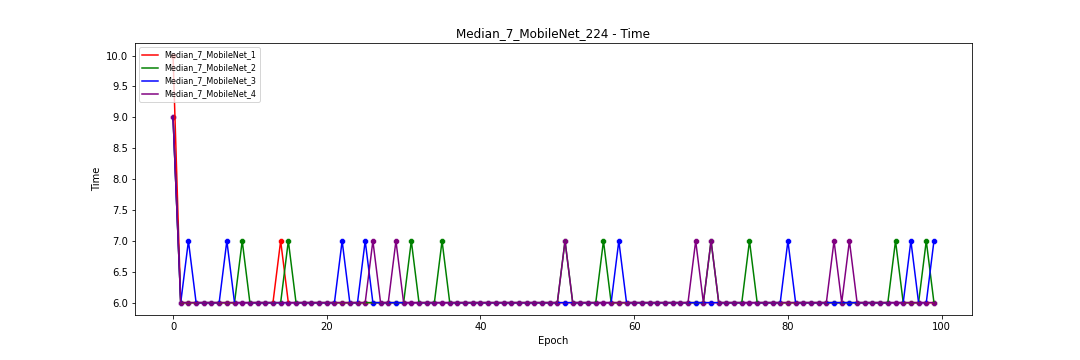 Median_7_MobileNet_224 - Time
Median_7_MobileNet_1
Median_7_MobileNet_2
Median_7_MobileNet_3
Median_7_MobileNet_4
10.0
9.5
9.0
8.5
8.0
7.5
7.0
6.5
6.0
Time
0 20 40 60 80 100
Epoch